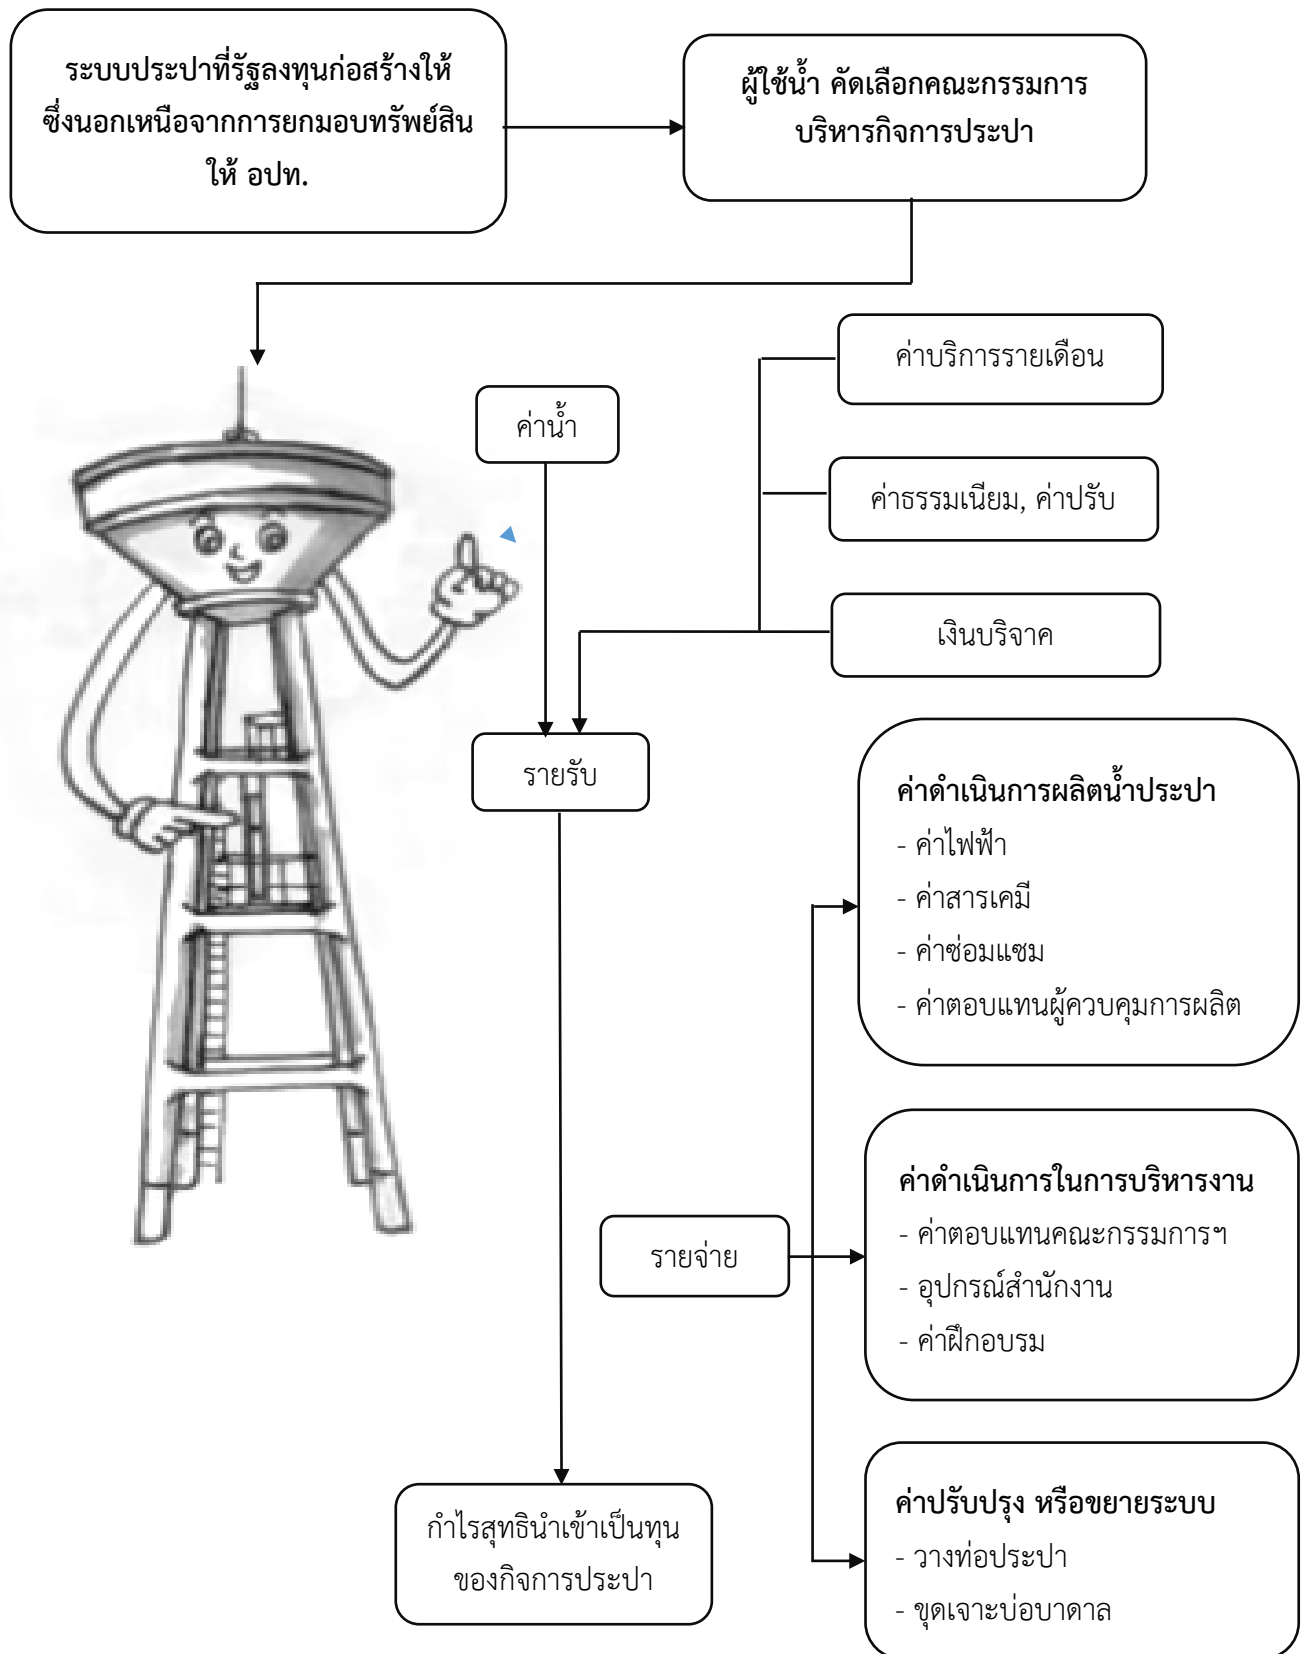 ระบบประปาที่รัฐลงทุนก่อสร้างให้
ซึ่งนอกเหนือจากการยกมอบทรัพย์สิน
ให้ อปท.
ผู้ใช้น้ำ คัดเลือกคณะกรรมการ
บริหารกิจการประปา
ค่าบริการรายเดือน
ค่าน้ำ
ค่าธรรมเนียม, ค่าปรับ
เงินบริจาค
รายรับ
ค่าดำเนินการผลิตน้ำประปา
- ค่าไฟฟ้า
- ค่าสารเคมี
- ค่าซ่อมแซม
- ค่าตอบแทนผู้ควบคุมการผลิต
รายจ่าย
ค่าดำเนินการในการบริหารงาน
- ค่าตอบแทนคณะกรรมการฯ
- อุปกรณ์สำนักงาน
- ค่าฝึกอบรม
กำไรสุทธินำเข้าเป็นทุน
ของกิจการประปา
ค่าปรับปรุง หรือขยายระบบ
- วางท่อประปา
- ขุดเจาะบ่อบาดาล